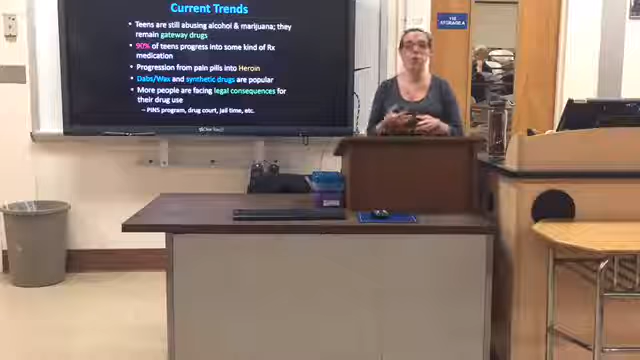 Current Trends
• Teens are still abusing alcohol & marijuana; they
remain gateway drugs
• 90% of teens progress into some kind of Rx
medication
• Progression from pain pills into Heroin
• Dabs/Wax and synthetic drugs are popular
• More people are facing legal consequences for
their drug use
– PINS program, drug court, jail time, etc.
STORAGE A